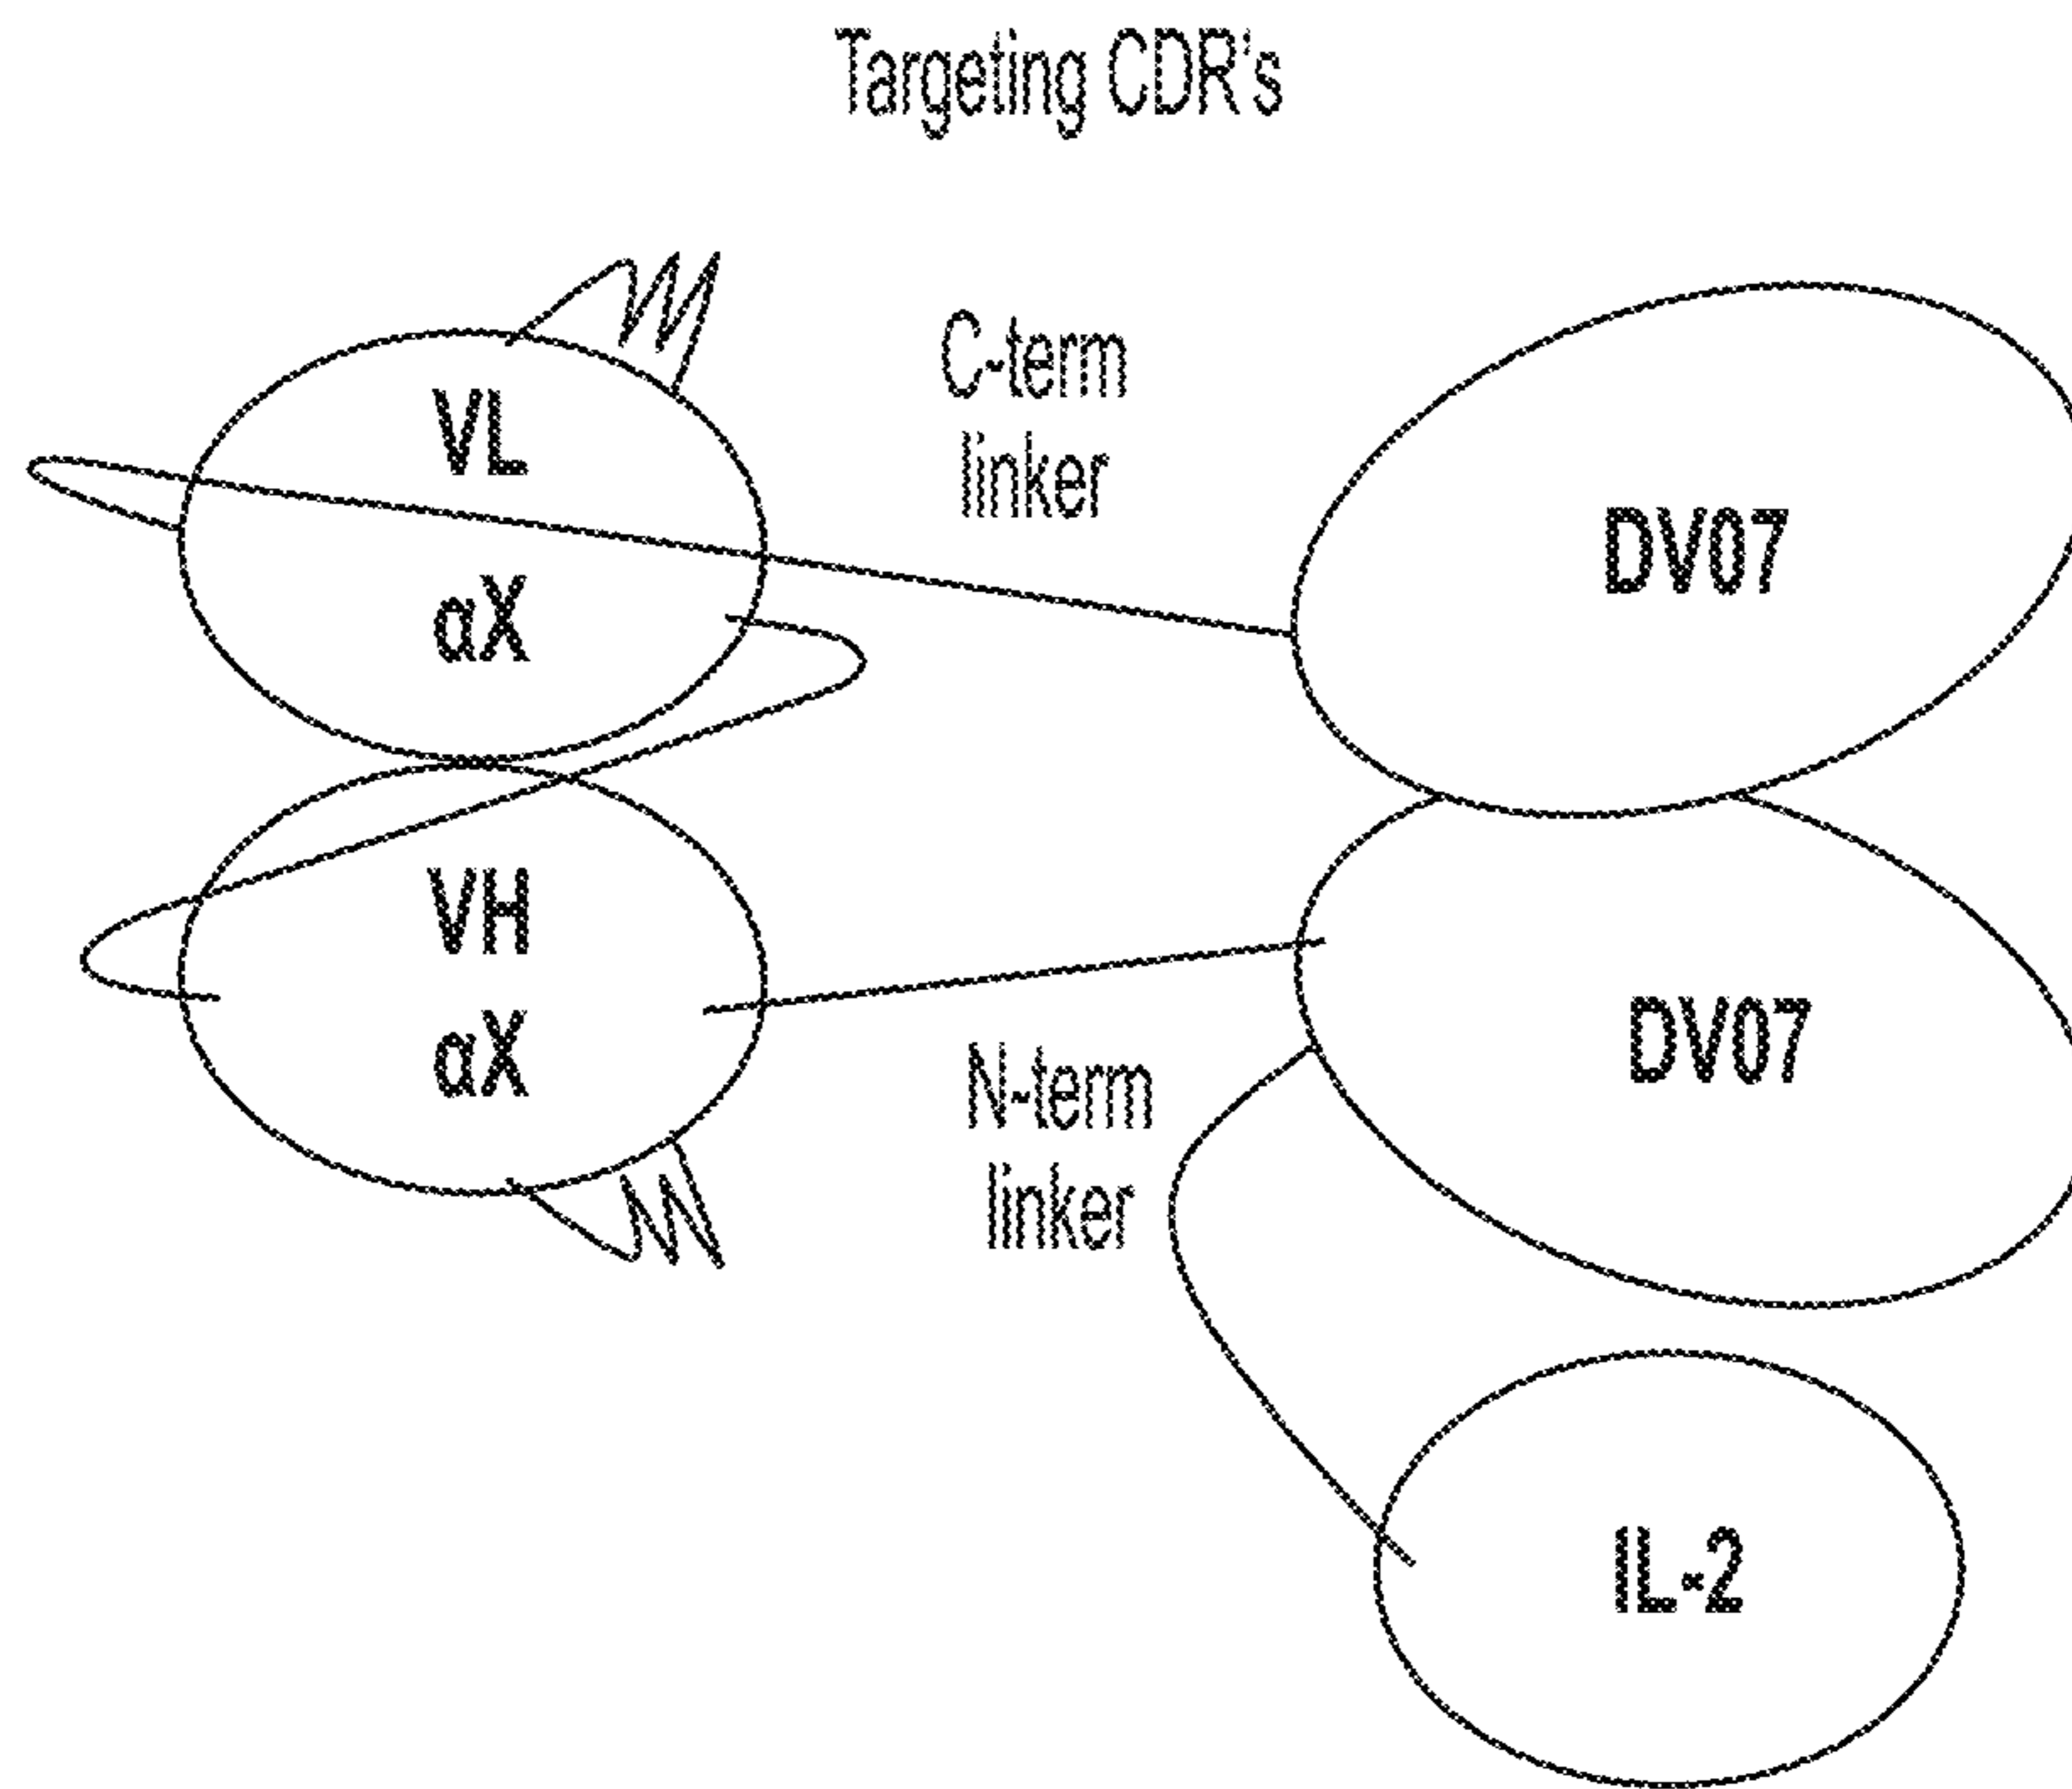 Targeting CDR's
VL
αX
C-term
linker
DV07
VH
αX
N-term
linker
DV07
IL-2